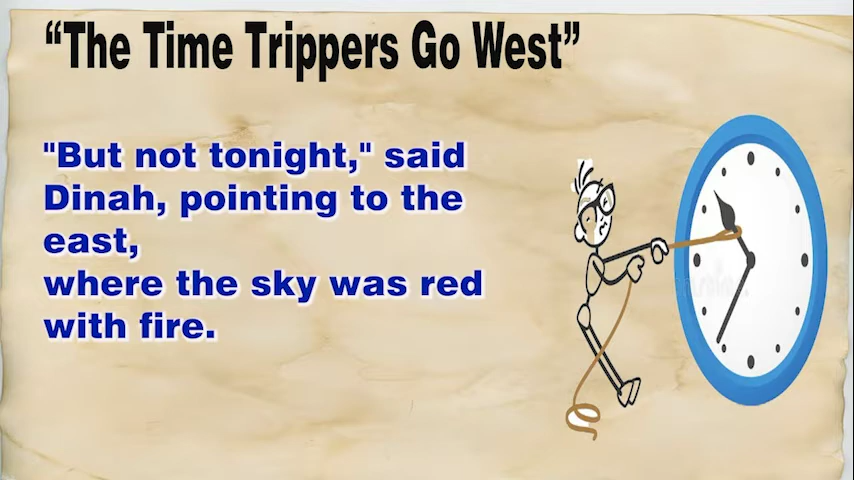 “The Time Trippers Go West”
"But not tonight," said
Dinah, pointing to the
east,
where the sky was red
with fire.